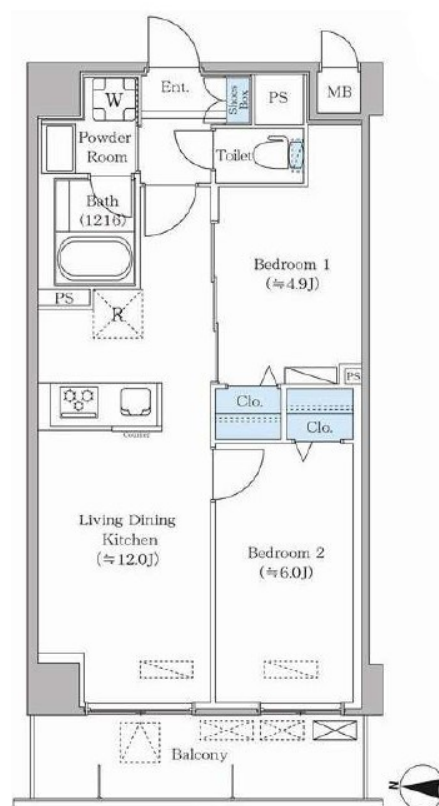 Ent.
W
Shoes
Box
PS
MB
Powder
Room
Toilet
Bath
(1216)
Bedroom 1
(≒4.9J)
PS
R
PS
Clo.
Clo.
Counter
Living Dining
Kitchen
(≒12.0J)
Bedroom 2
(≒6.0J)
Balcony
N